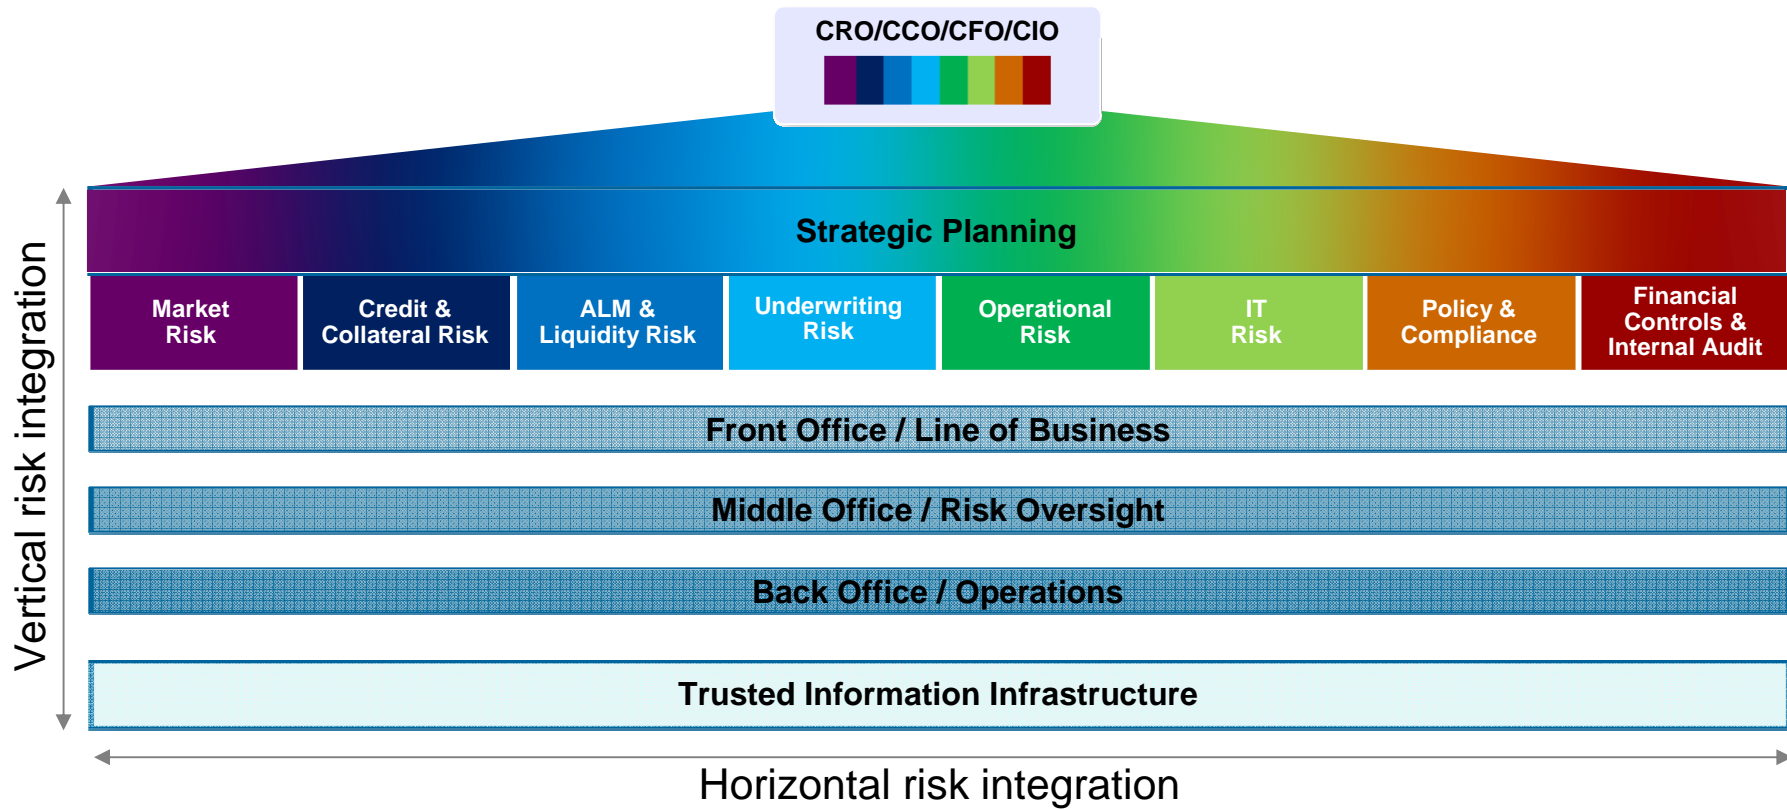 CRO/CCO/CFO/CIO
Strategic Planning
Market
Risk
Credit &
Collateral Risk
ALM &
Liquidity Risk
Underwriting
Risk
Operational
Risk
IT
Risk
Policy &
Compliance
Financial
Controls &
Internal Audit
Front Office / Line of Business
Middle Office / Risk Oversight
Back Office / Operations
Trusted Information Infrastructure
Vertical risk integration
Horizontal risk integration